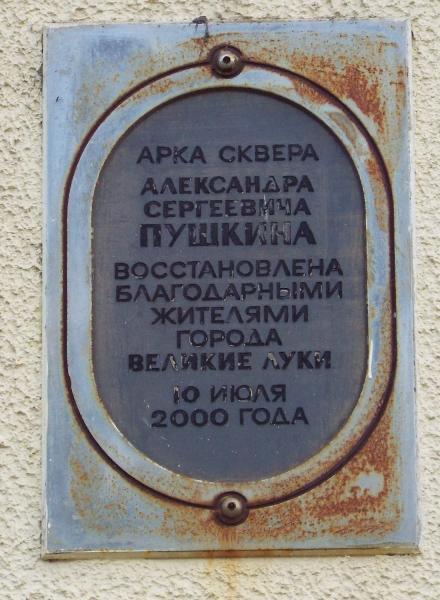 АРКА СКВЕРА
АЛЕКСАНДРА
СЕРГЕЕВИЧА
ПУШКИНА
ВОССТАНОВЛЕНА
БЛАГОДАРНЫМИ
ЖИТЕЛЯМИ
ГОРОДА
ВЕЛИКИЕ ЛУКИ
10 ИЮЛЯ
2000 ГОДА